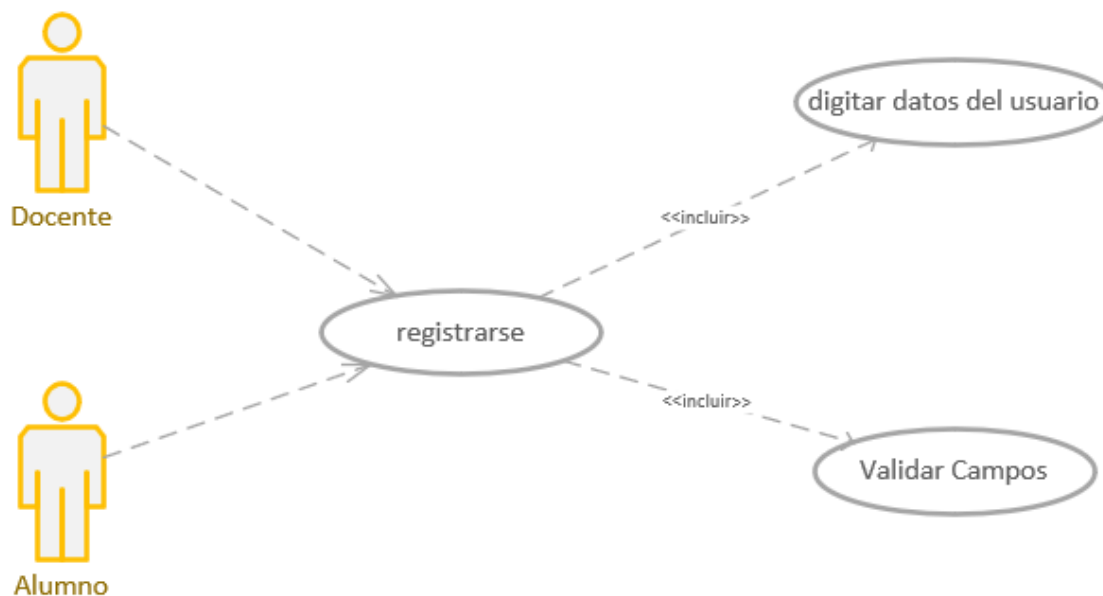 digitar datos del usuario
Docente
<<incluir>>
registrarse
<<incluir>>
Validar Campos
Alumno